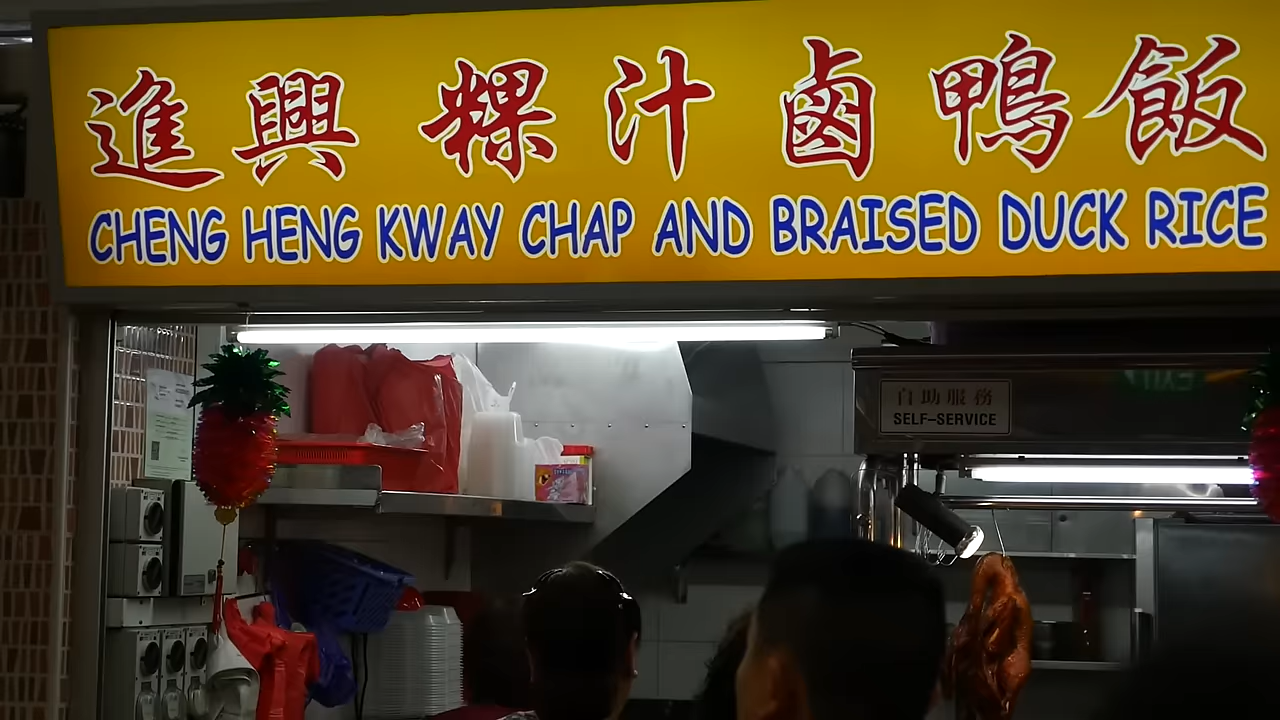 進興 粿汁鹵鴨飯
CHENG HENG KWAY CHAP AND BRAISED DUCK RICE
自助服務
SELF-SERVICE
EXIT